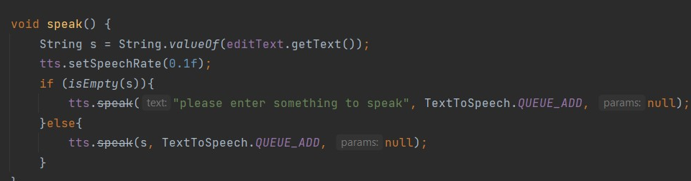 void speak() {
String s = String.valueOf(editText.getText());
tts.setSpeechRate(0.1f);
if (isEmpty(s)){
tts.speak( text: "please enter something to speak", TextToSpeech.QUEUE_ADD, params: null);
}else{
tts.speak(s, TextToSpeech.QUEUE_ADD, params: null);
}
}